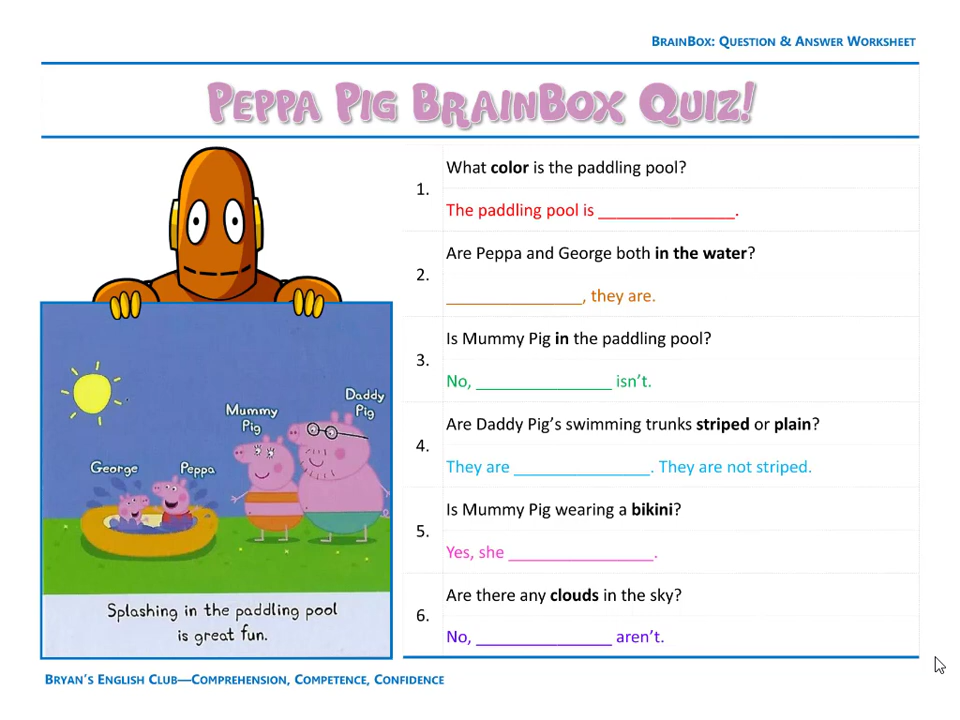 BrainBox: Question & Answer Worksheet
Peppa Pig BrainBox Quiz!
1.
What color is the paddling pool?
The paddling pool is _______________.
2.
Are Peppa and George both in the water?
_______________, they are.
3.
Is Mummy Pig in the paddling pool?
No, _______________ isn't.
4.
Are Daddy Pig's swimming trunks striped or plain?
They are _______________. They are not striped.
5.
Is Mummy Pig wearing a bikini?
Yes, she ________________.
6.
Are there any clouds in the sky?
No, _______________ aren't.
Daddy
Pig
Mummy
Pig
George
Peppa
Splashing in the paddling pool
is great fun.
Bryan's English Club—Comprehension, Competence, Confidence